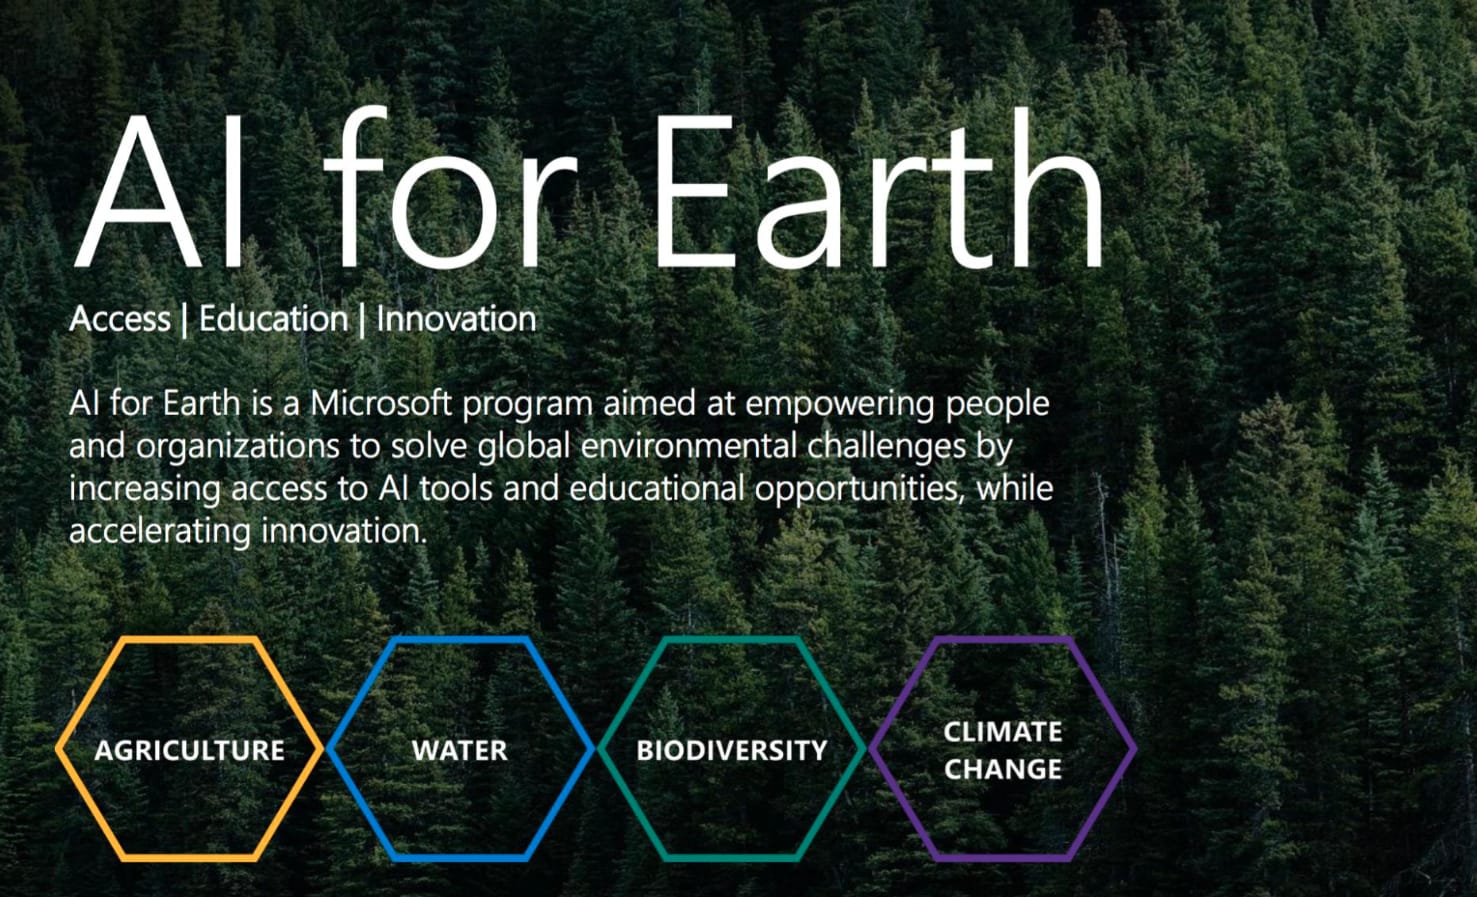 AI for Earth
Access | Education | Innovation
AI for Earth is a Microsoft program aimed at empowering people
and organizations to solve global environmental challenges by
increasing access to AI tools and educational opportunities, while
accelerating innovation.
AGRICULTURE
WATER
BIODIVERSITY
CLIMATE
CHANGE